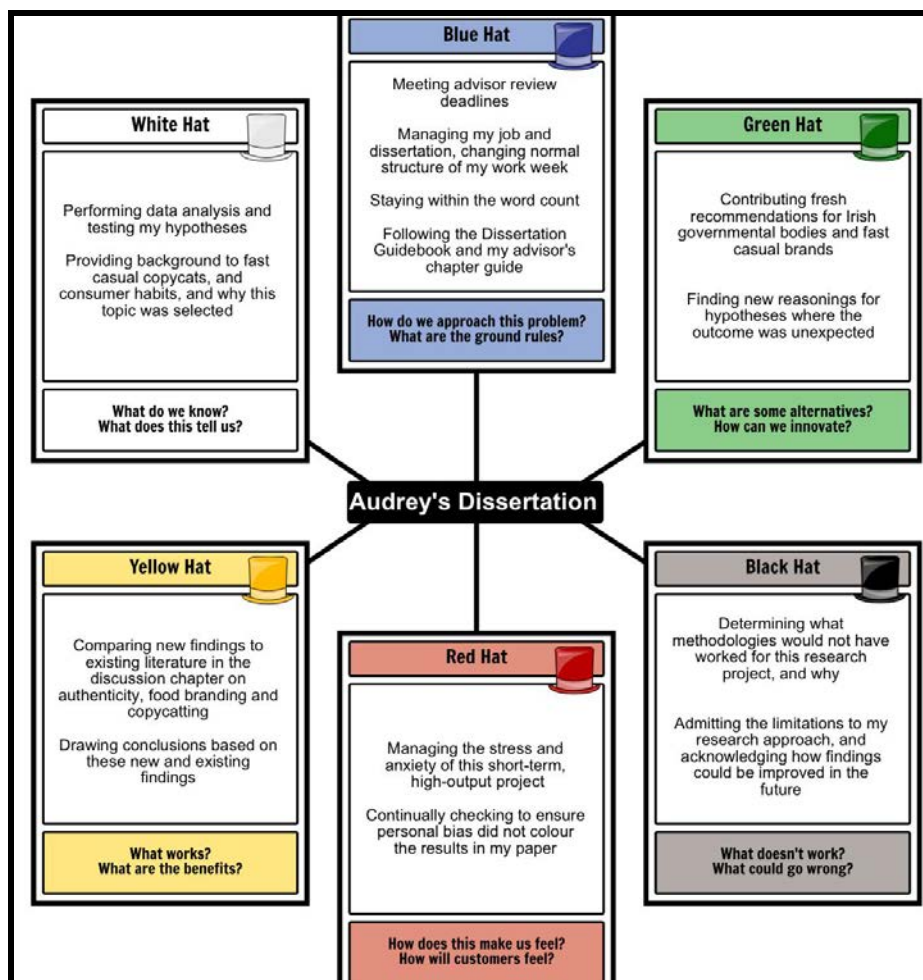 Blue Hat
Meeting advisor review
deadlines
Managing my job and
dissertation, changing normal
structure of my work week
Staying within the word count
Following the Dissertation
Guidebook and my advisor's
chapter guide
How do we approach this problem?
What are the ground rules?
White Hat
Performing data analysis and
testing my hypotheses
Providing background to fast
casual copycats, and
consumer habits, and why this
topic was selected
What do we know?
What does this tell us?
Green Hat
Contributing fresh
recommendations for Irish
governmental bodies and fast
casual brands
Finding new reasonings for
hypotheses where the
outcome was unexpected
What are some alternatives?
How can we innovate?
Audrey's Dissertation
Yellow Hat
Comparing new findings to
existing literature in the
discussion chapter on
authenticity, food branding and
copycatting
Drawing conclusions based on
these new and existing
findings
What works?
What are the benefits?
Red Hat
Managing the stress and
anxiety of this short-term,
high-output project
Continually checking to ensure
personal bias did not colour
the results in my paper
How does this make us feel?
How will customers feel?
Black Hat
Determining what
methodologies would not have
worked for this research
project, and why
Admitting the limitations to my
research approach, and
acknowledging how findings
could be improved in the
future
What doesn't work?
What could go wrong?